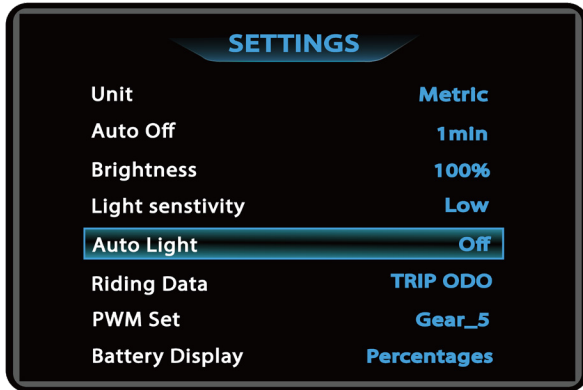 SETTINGS
Unit Metric
Auto Off 1min
Brightness 100%
Light senstivity Low
Auto Light Off
Riding Data TRIP ODO
PWM Set Gear_5
Battery Display Percentages